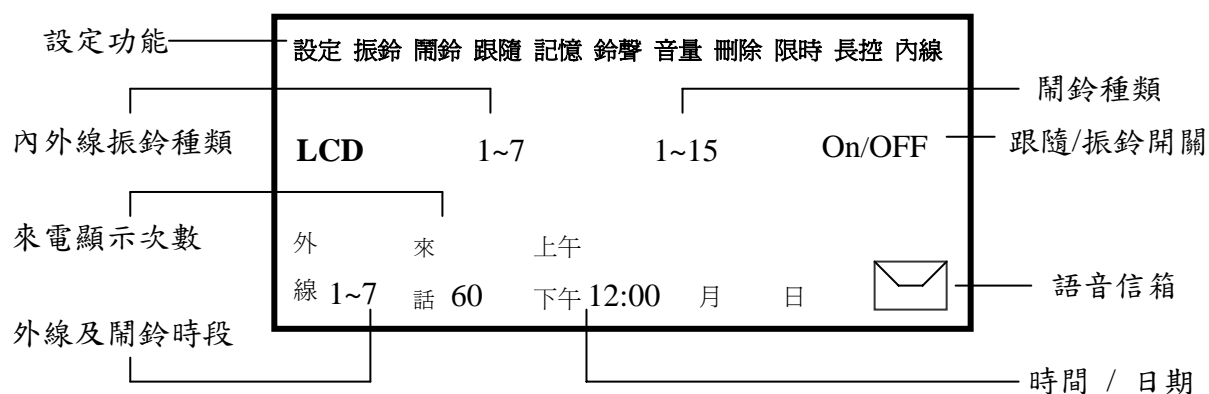 設定功能
設定 振鈴 鬧鈴 跟隨 記憶 鈴聲 音量 刪除 限時 長控 內線
鬧鈴種類
內外線振鈴種類
LCD 1~7 1~15 On/OFF
跟隨/振鈴開關
來電顯示次數
外 來 上午
線 1~7 話 60 下午 12:00 月 日
語音信箱
外線及鬧鈴時段
時間 / 日期